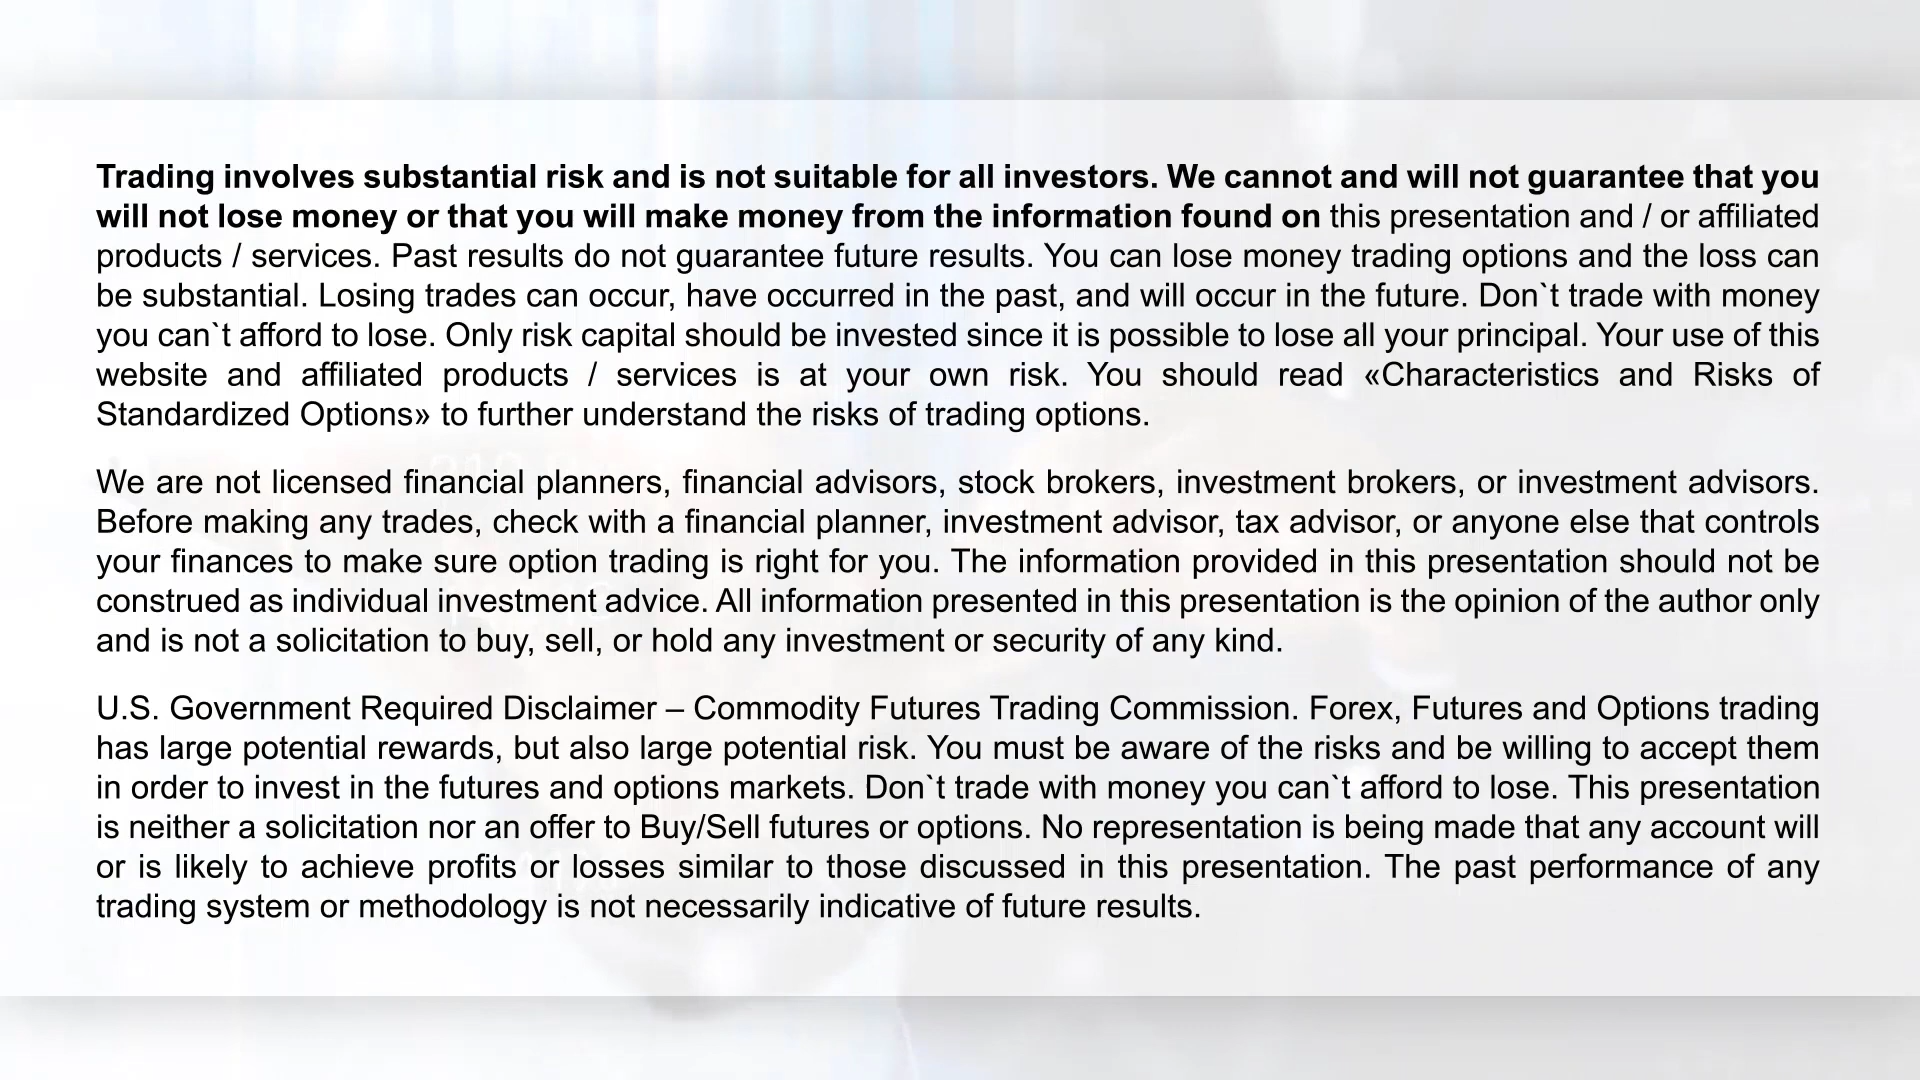 Trading involves substantial risk and is not suitable for all investors. We cannot and will not guarantee that you
will not lose money or that you will make money from the information found on this presentation and / or affiliated
products / services. Past results do not guarantee future results. You can lose money trading options and the loss can
be substantial. Losing trades can occur, have occurred in the past, and will occur in the future. Don`t trade with money
you can`t afford to lose. Only risk capital should be invested since it is possible to lose all your principal. Your use of this
website and affiliated products / services is at your own risk. You should read «Characteristics and Risks of
Standardized Options» to further understand the risks of trading options.
We are not licensed financial planners, financial advisors, stock brokers, investment brokers, or investment advisors.
Before making any trades, check with a financial planner, investment advisor, tax advisor, or anyone else that controls
your finances to make sure option trading is right for you. The information provided in this presentation should not be
construed as individual investment advice. All information presented in this presentation is the opinion of the author only
and is not a solicitation to buy, sell, or hold any investment or security of any kind.
U.S. Government Required Disclaimer – Commodity Futures Trading Commission. Forex, Futures and Options trading
has large potential rewards, but also large potential risk. You must be aware of the risks and be willing to accept them
in order to invest in the futures and options markets. Don`t trade with money you can`t afford to lose. This presentation
is neither a solicitation nor an offer to Buy/Sell futures or options. No representation is being made that any account will
or is likely to achieve profits or losses similar to those discussed in this presentation. The past performance of any
trading system or methodology is not necessarily indicative of future results.